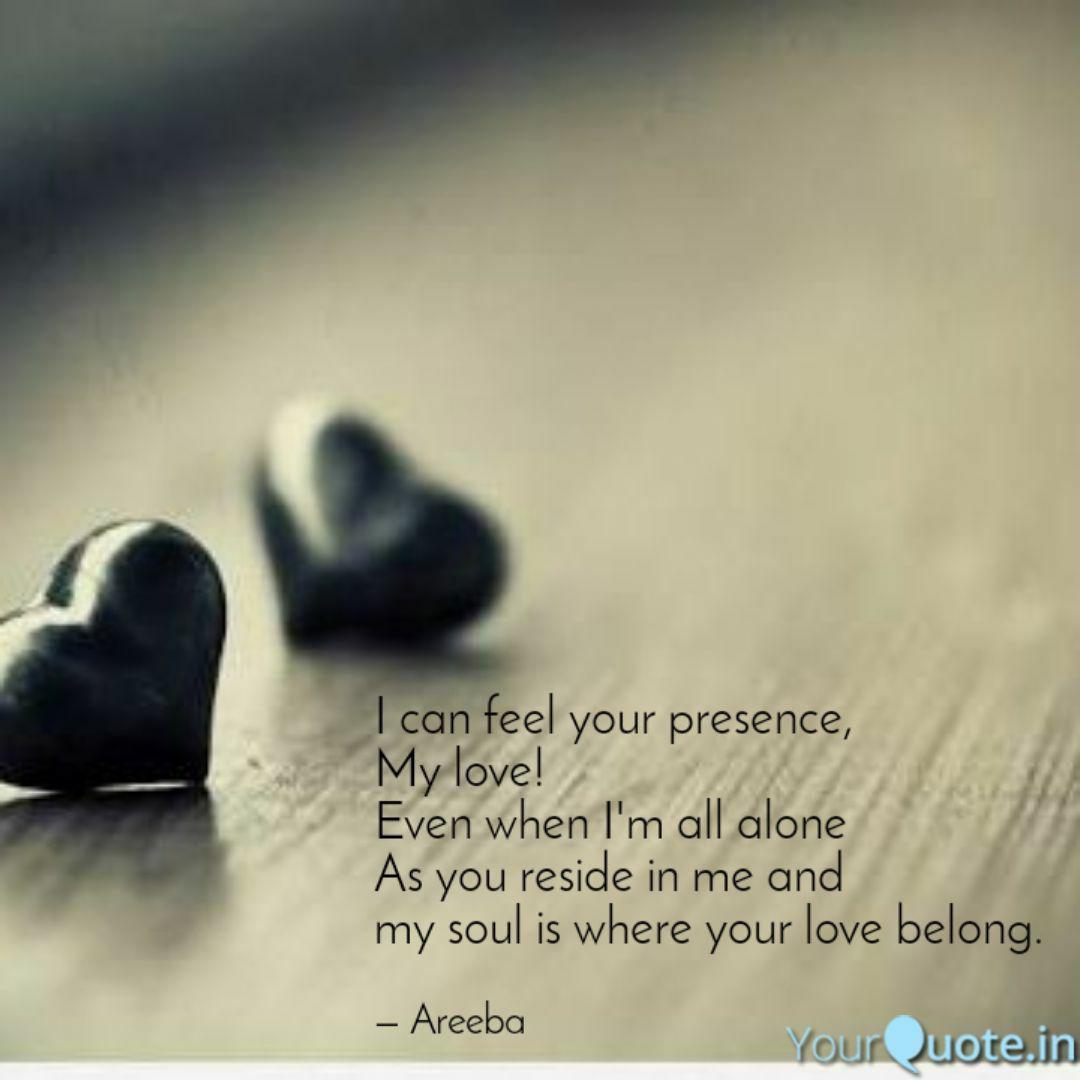 I can feel your presence,
My love!
Even when I'm all alone
As you reside in me and
my soul is where your love belong.
– Areeba
YourQuote.in